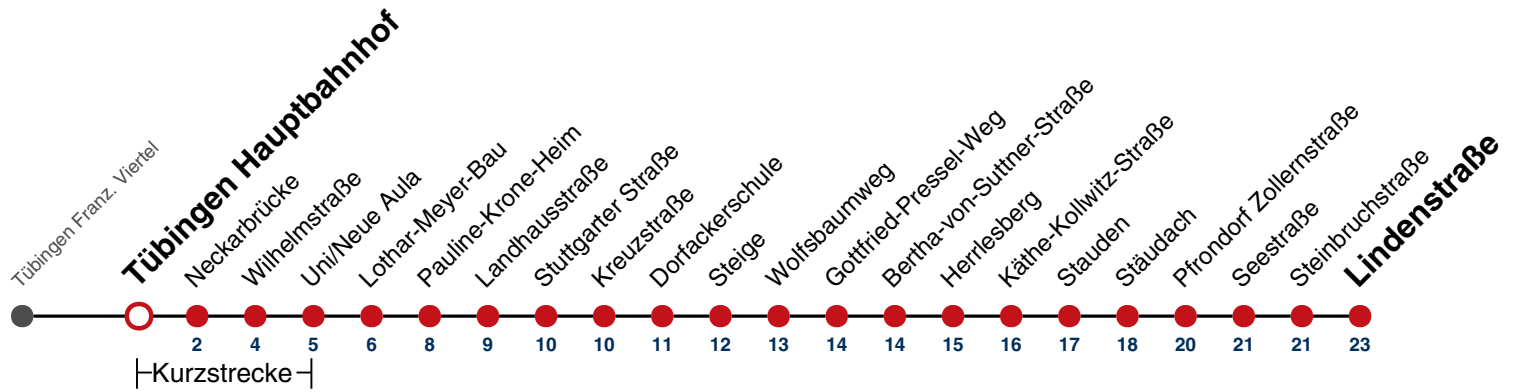 Tübingen Franz. Viertel
Tübingen Hauptbahnhof
Neckarbrücke
Wilhelmstraße
Uni/Neue Aula
Lothar-Meyer-Bau
Pauline-Krone-Heim
Landhausstraße
Stuttgarter Straße
Kreuzstraße
Dorfackerschule
Steige
Wolfsbaumweg
Gottfried-Pressel-Weg
Bertha-von-Suttner-Straße
Herrlesberg
Käthe-Kollwitz-Straße
Stauden
Stäudach
Pfrondorf Zollernstraße
Seestraße
Steinbruchstraße
Lindenstraße
2 4 5 6 8 9 10 10 11 12 13 14 14 15 16 17 18 20 21 21 23
Kurzstrecke